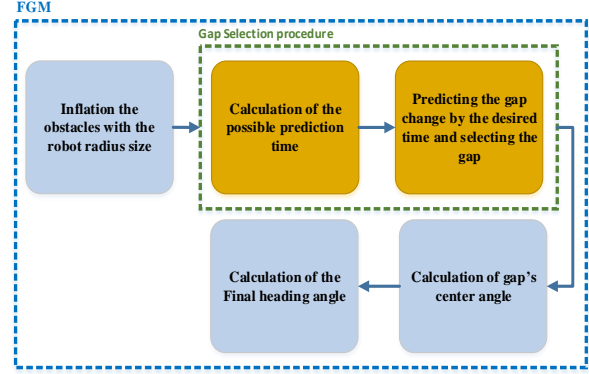 FGM
Gap Selection procedure
Inflation the
obstacles with the
robot radius size
Calculation of the
possible prediction
time
Predicting the gap
change by the desired
time and selecting the
gap
Calculation of the
Final heading angle
Calculation of gap's
center angle